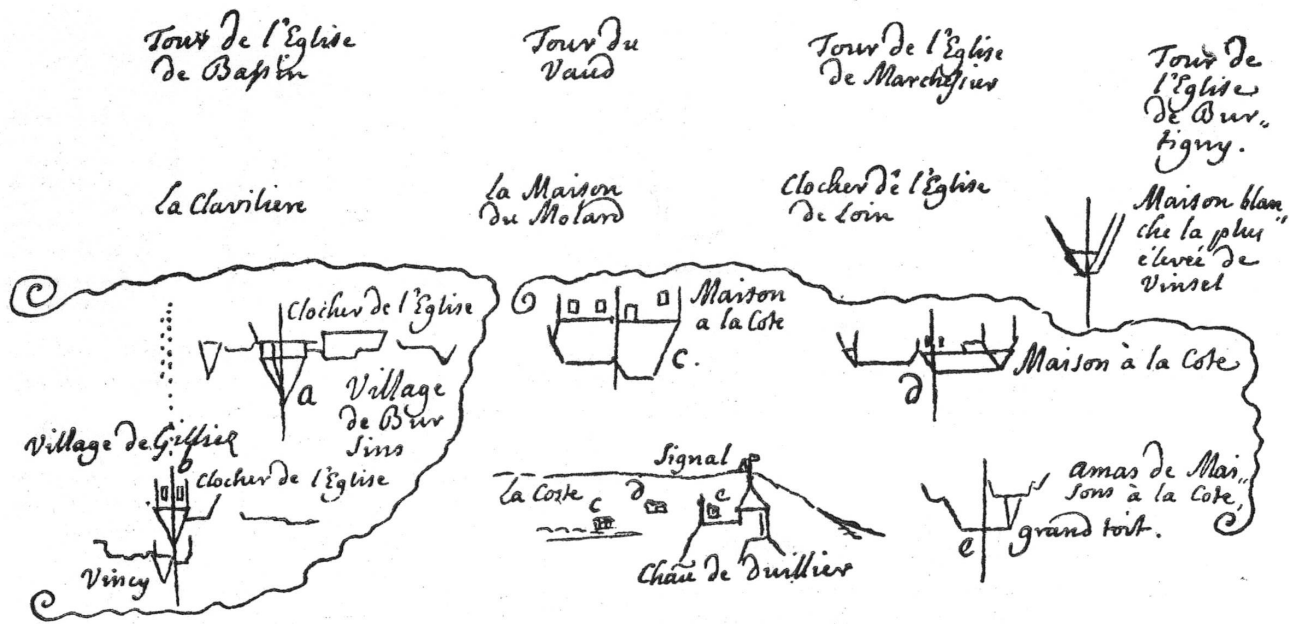 Tour de l'Eglise
de Bassin
Tour du
Vaud
Tour de l'Eglise
de Marchissier
Tour de
l'Eglise
de Bur„
tigny.
la Claviliere
la Maison
du Molard
Clocher de l'Eglise
de Loin
Maison blan„
che la plus
élevée de
Vinsel
Clocher de l'Eglise
a
Village
de Bur
sins
Village de Gillier
b
Clocher de l'Eglise
Vincy
Maison
a la Cote
C.
Maison à la Cote
d
Signal
La Coste
c
d
e
Chau de Duillier
amas de Mai„
sons à la Cote,
grand toit.
e